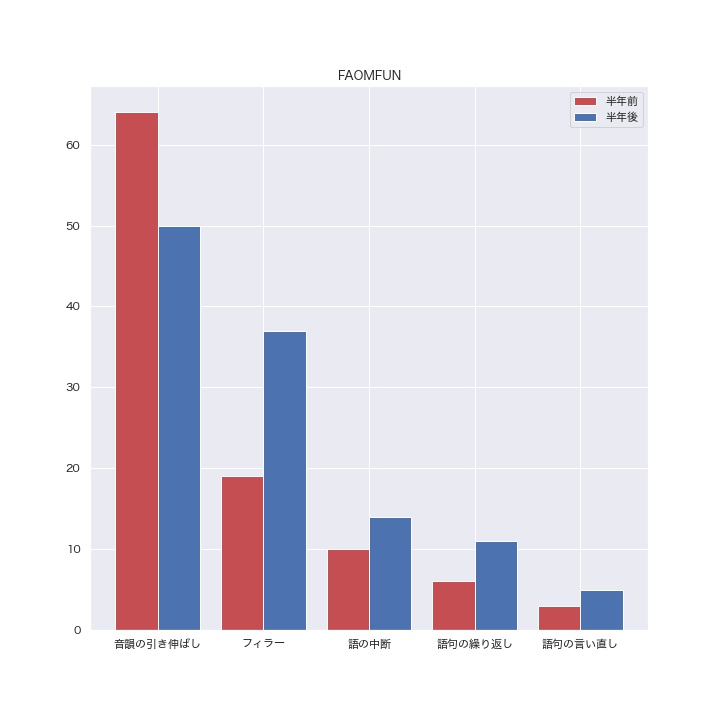 FAOMFUN
半年前
半年後
60
50
40
30
20
10
0
音韻の引き伸ばし
フィラー
語の中断
語句の繰り返し
語句の言い直し